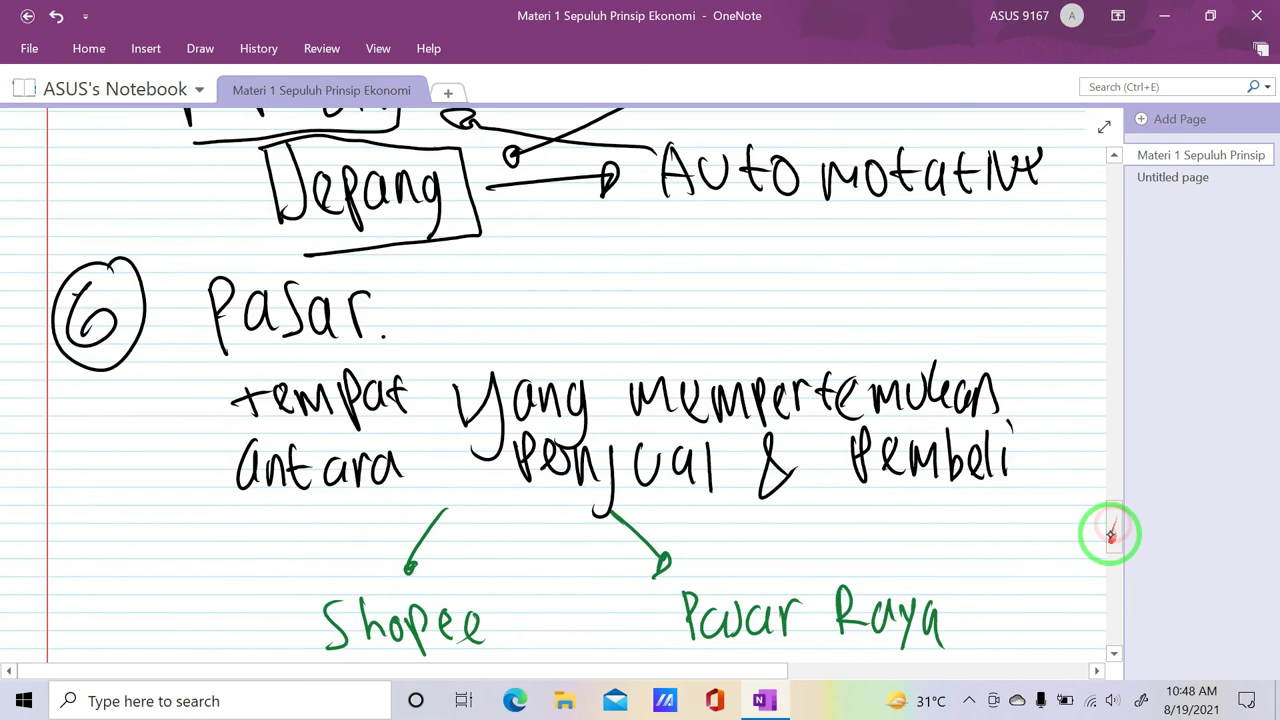 Materi 1 Sepuluh Prinsip Ekonomi - OneNote
ASUS 9167
A
File Home Insert Draw History Review View Help
ASUS's Notebook
Materi 1 Sepuluh Prinsip Ekonomi
Search (Ctrl+E)
Add Page
Materi 1 Sepuluh Prinsip
Untitled page
Jepang
Automotative
6 Pasar.
tempat yang mempertemukan
antara Penjual & Pembeli
Shopee
Pasar Raya
Type here to search
31°C
10:48 AM
8/19/2021